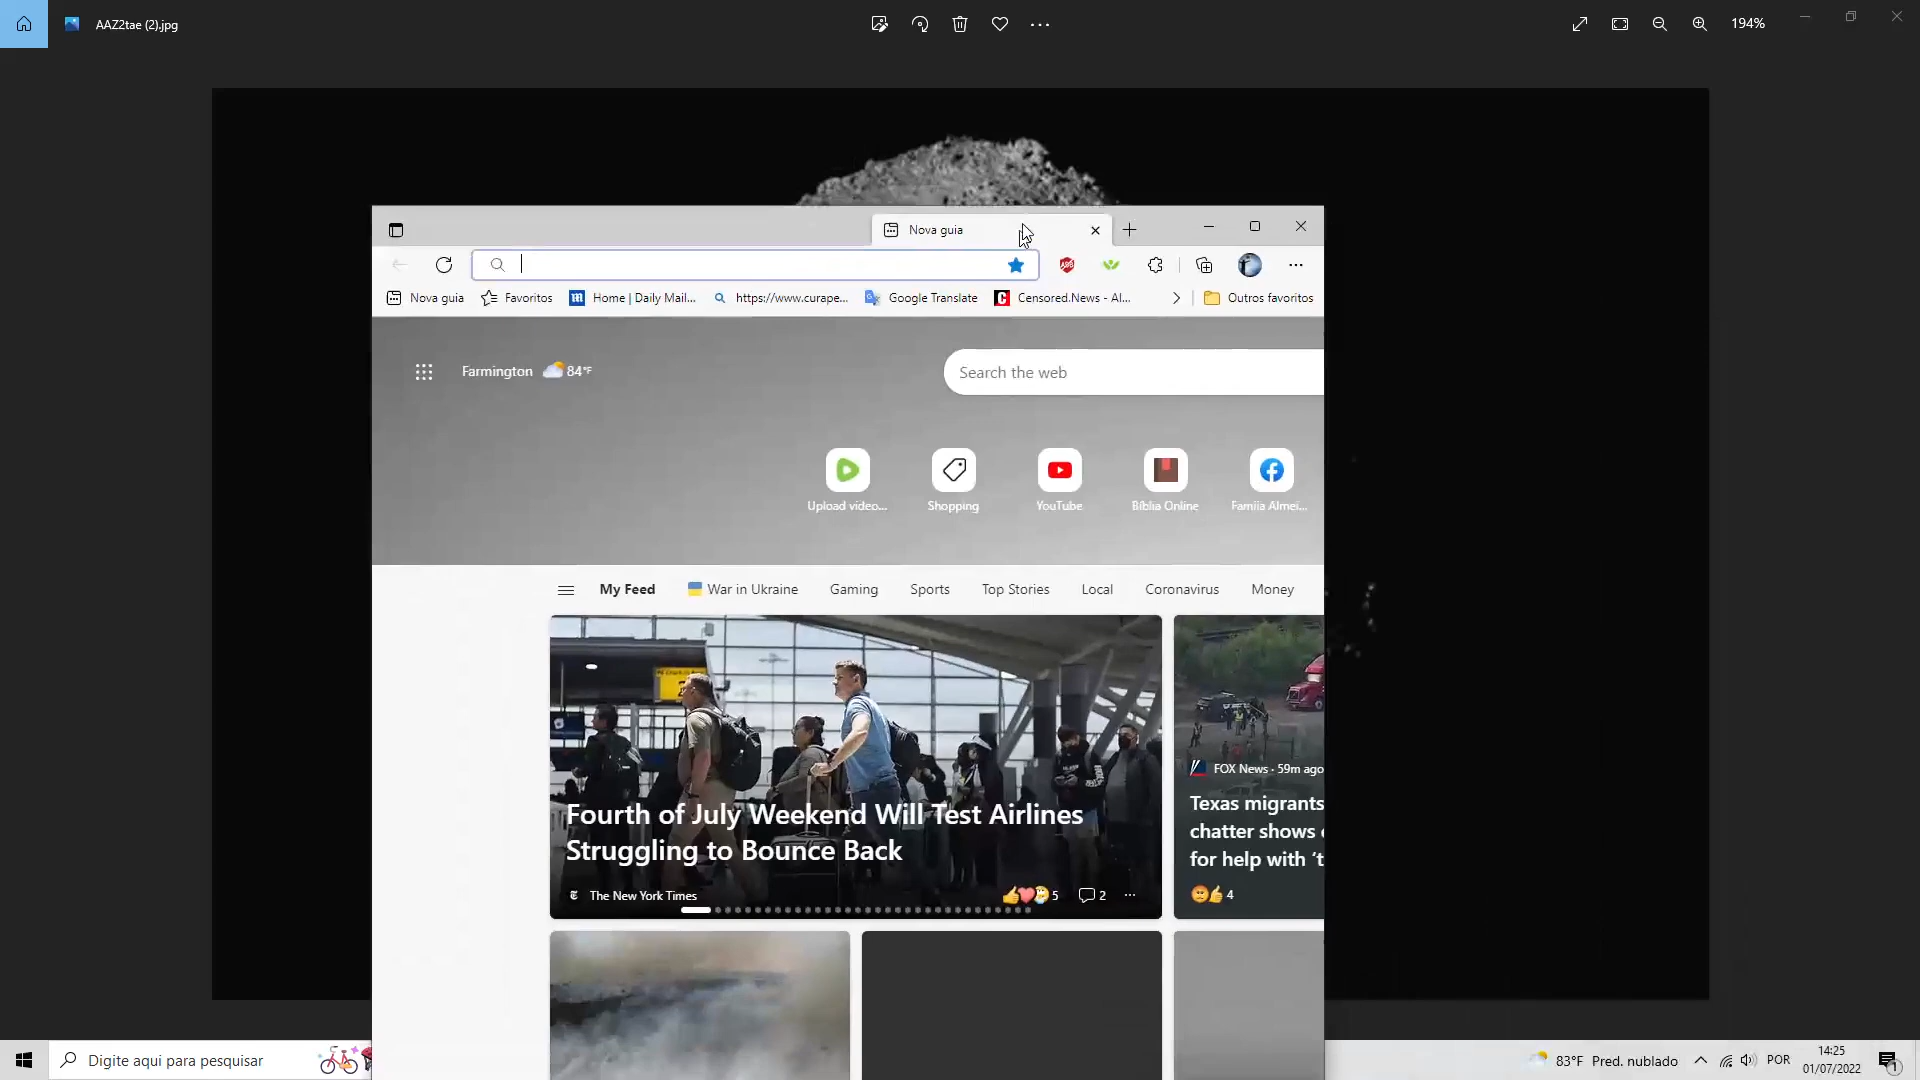 AAZ2tae (2).jpg
194%
Nova guia
Nova guia
Favoritos
Home | Daily Mail...
https://www.curape...
Google Translate
Censored.News - Al...
Outros favoritos
Farmington
84°F
Search the web
Upload video...
Shopping
YouTube
Bíblia Online
Famiia Almei...
My Feed
War in Ukraine
Gaming
Sports
Top Stories
Local
Coronavirus
Money
Fourth of July Weekend Will Test Airlines
Struggling to Bounce Back
The New York Times
5
2
FOX News · 59m ago
Texas migrants
chatter shows
for help with 't
4
Digite aqui para pesquisar
83°F Pred. nublado
POR
14:25
01/07/2022
1